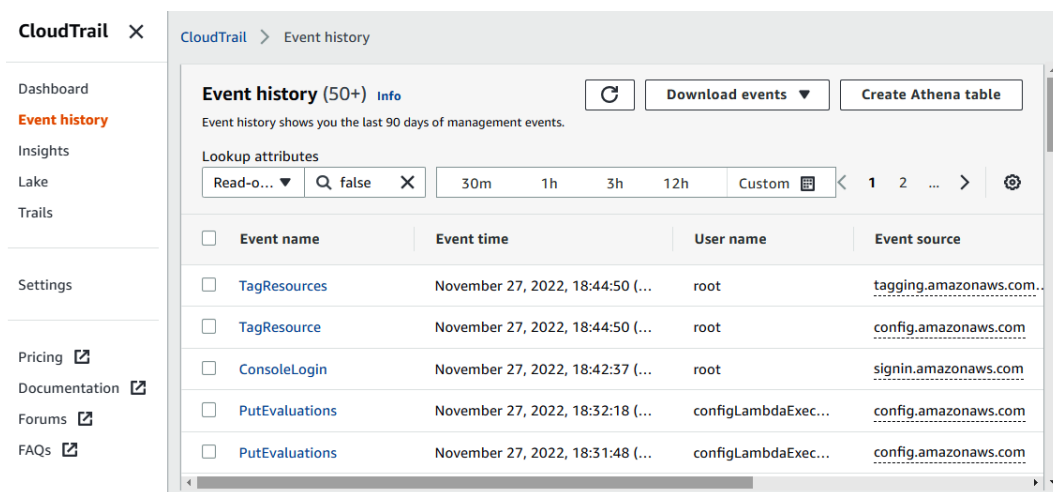 CloudTrail
Dashboard
Event history
Insights
Lake
Trails
Settings
Pricing
Documentation
Forums
FAQs
CloudTrail > Event history
Event history (50+) Info
Download events
Create Athena table
Event history shows you the last 90 days of management events.
Lookup attributes
Read-o... false 30m 1h 3h 12h Custom 1 2 ...
Event name Event time User name Event source
TagResources November 27, 2022, 18:44:50 (... root tagging.amazonaws.com..
TagResource November 27, 2022, 18:44:50 (... root config.amazonaws.com
ConsoleLogin November 27, 2022, 18:42:37 (... root signin.amazonaws.com
PutEvaluations November 27, 2022, 18:32:18 (... configLambdaExec... config.amazonaws.com
PutEvaluations November 27, 2022, 18:31:48 (... configLambdaExec... config.amazonaws.com